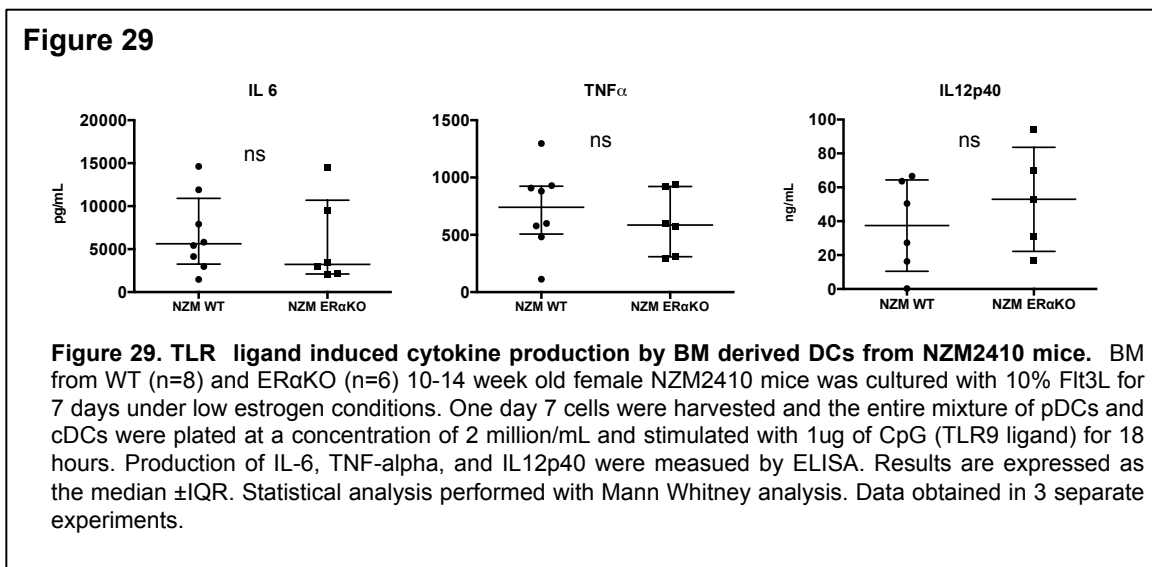 Figure 29
IL 6
TNFα
IL12p40
20000
15000
10000
5000
0
pg/mL
ns
NZM WT
NZM ERαKO
1500
1000
500
0
ns
NZM WT
NZM ERαKO
100
80
60
40
20
0
ng/mL
ns
NZM WT
NZM ERαKO
Figure 29. TLR ligand induced cytokine production by BM derived DCs from NZM2410 mice. BM
from WT (n=8) and ERαKO (n=6) 10-14 week old female NZM2410 mice was cultured with 10% Flt3L for
7 days under low estrogen conditions. One day 7 cells were harvested and the entire mixture of pDCs and
cDCs were plated at a concentration of 2 million/mL and stimulated with 1ug of CpG (TLR9 ligand) for 18
hours. Production of IL-6, TNF-alpha, and IL12p40 were measued by ELISA. Results are expressed as
the median ±IQR. Statistical analysis performed with Mann Whitney analysis. Data obtained in 3 separate
experiments.